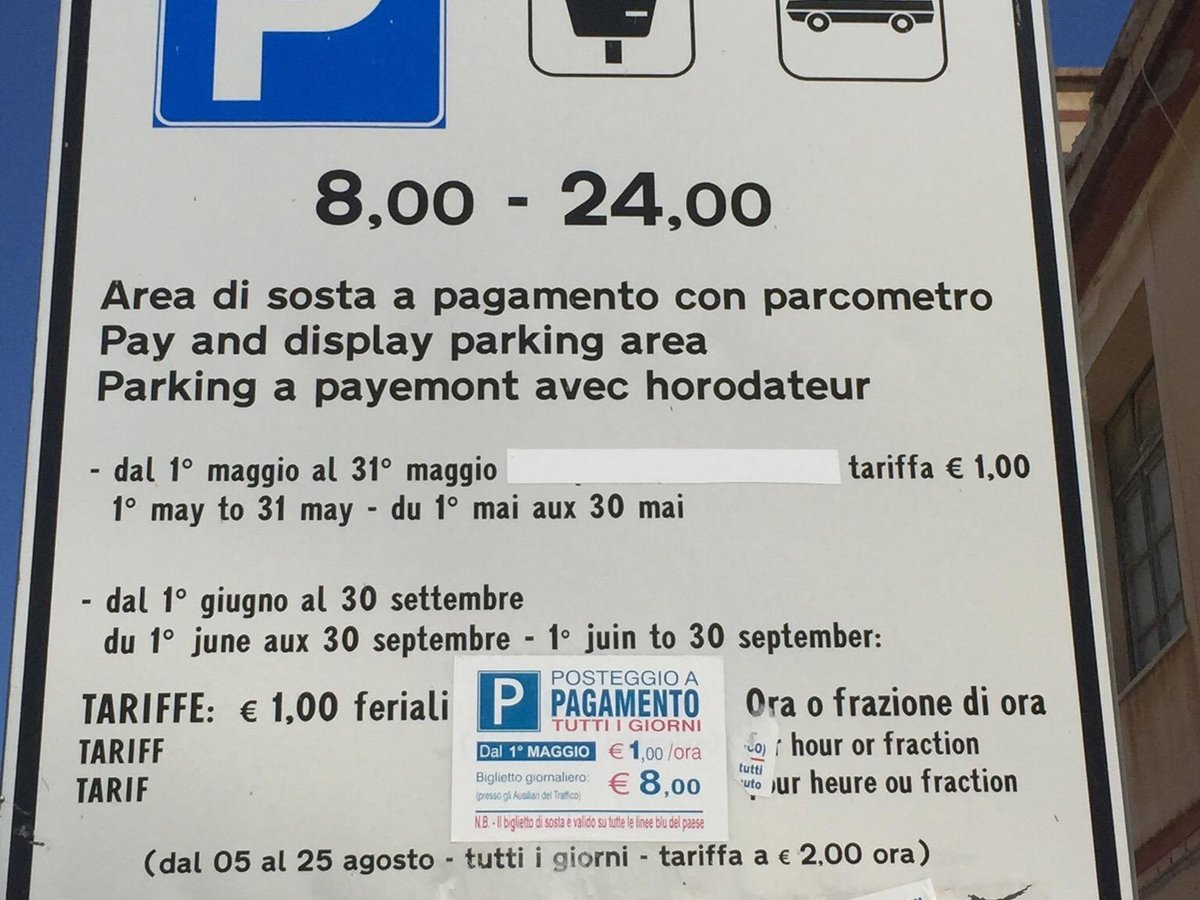 P
8,00 - 24,00
Area di sosta a pagamento con parcometro
Pay and display parking area
Parking a payemont avec horodateur
- dal 1° maggio al 31° maggio tariffa € 1,00
1° may to 31 may - du 1° mai aux 30 mai
- dal 1° giugno al 30 settembre
du 1° june aux 30 septembre - 1° juin to 30 september:
TARIFFE: € 1,00 feriali
TARIFF
TARIF
P POSTEGGIO A
PAGAMENTO
TUTTI I GIORNI
Dal 1° MAGGIO € 1,00 /ora
Biglietto giornaliero: € 8,00
(presso gli Ausiliari del Traffico)
N.B. - Il biglietto di sosta è valido su tutte le linee blu del paese
Ora o frazione di ora
hour or fraction
heure ou fraction
tutti
(dal 05 al 25 agosto - tutti i giorni - tariffa a € 2,00 ora)